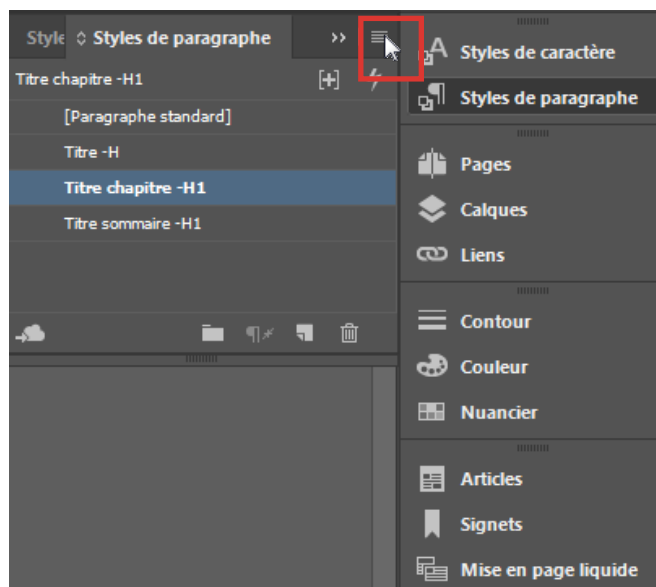 Style
Styles de paragraphe
Titre chapitre -H1
[Paragraphe standard]
Titre -H
Titre chapitre -H1
Titre sommaire -H1
Styles de caractère
Styles de paragraphe
Pages
Calques
Liens
Contour
Couleur
Nuancier
Articles
Signets
Mise en page liquide